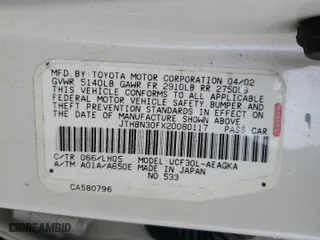 MFD BY TOYOTA MOTOR CORPORATION 04/02
GVWR 5140LB GAWR FR 2910LB RR 2750LB
THIS VEHICLE CONFORMS TO ALL APPLICABLE
FEDERAL MOTOR VEHICLE SAFETY, BUMPER, AND
THEFT PREVENTION STANDARDS IN EFFECT ON
THE DATE OF MANUFACTURE SHOWN ABOVE.
JTHBN30FX20080117 PASS CAR
C/TR 066/LH05 MODEL UCF30L-AEAGKA
A/TM A01A/A650E MADE IN JAPAN
NO.533
CA580796